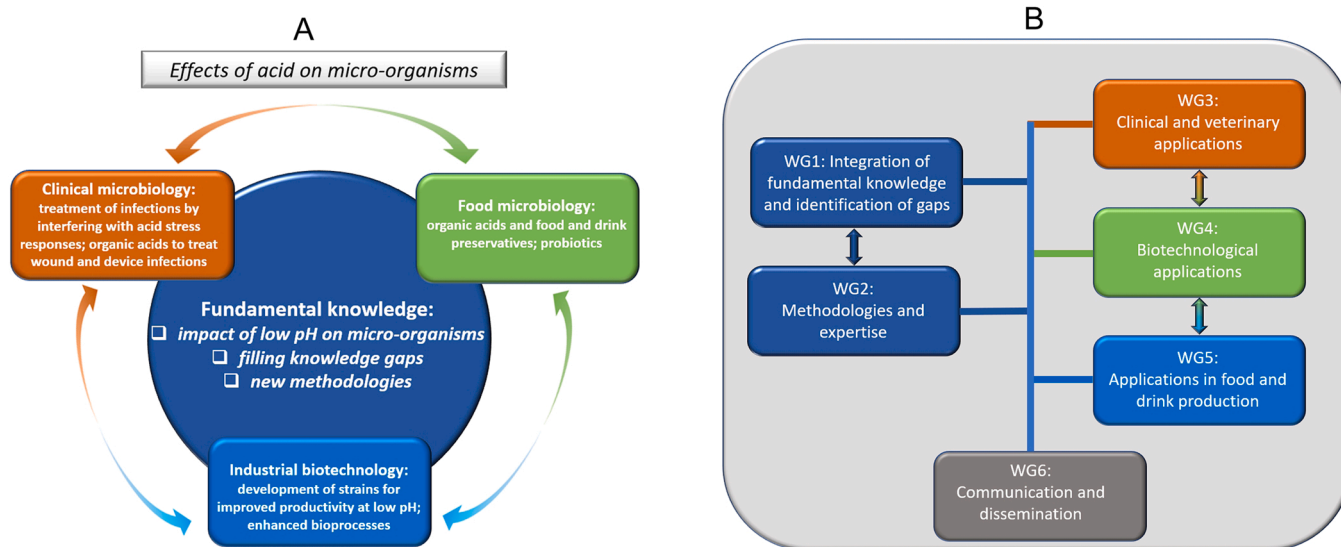 A
Effects of acid on micro-organisms
Clinical microbiology:
treatment of infections by
interfering with acid stress
responses; organic acids to treat
wound and device infections
Food microbiology:
organic acids and food and drink
preservatives; probiotics
Fundamental knowledge:
❑ impact of low pH on micro-organisms
❑ filling knowledge gaps
❑ new methodologies
Industrial biotechnology:
development of strains for
improved productivity at low pH;
enhanced bioprocesses
B
WG1: Integration of
fundamental knowledge
and identification of gaps
WG2:
Methodologies and
expertise
WG3:
Clinical and veterinary
applications
WG4:
Biotechnological
applications
WG5:
Applications in food and
drink production
WG6:
Communication and
dissemination